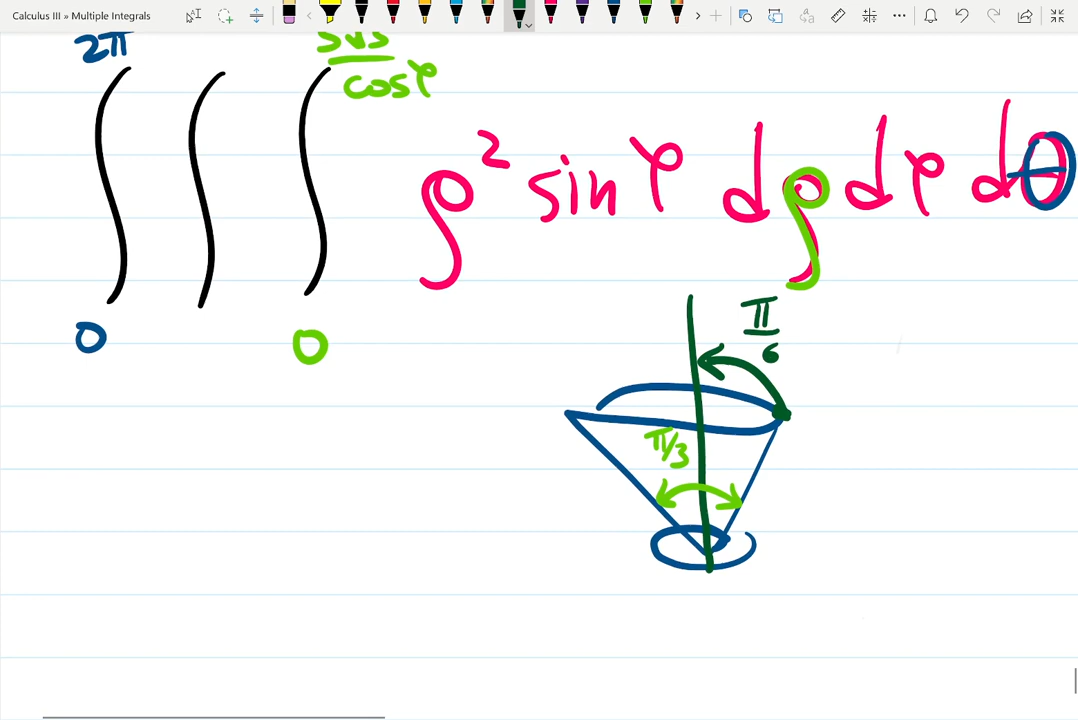 Calculus III » Multiple Integrals
2π
cosφ
∫ ∫ ∫ ρ² sinφ dρ dφ dθ
0 0
π/6
π/3